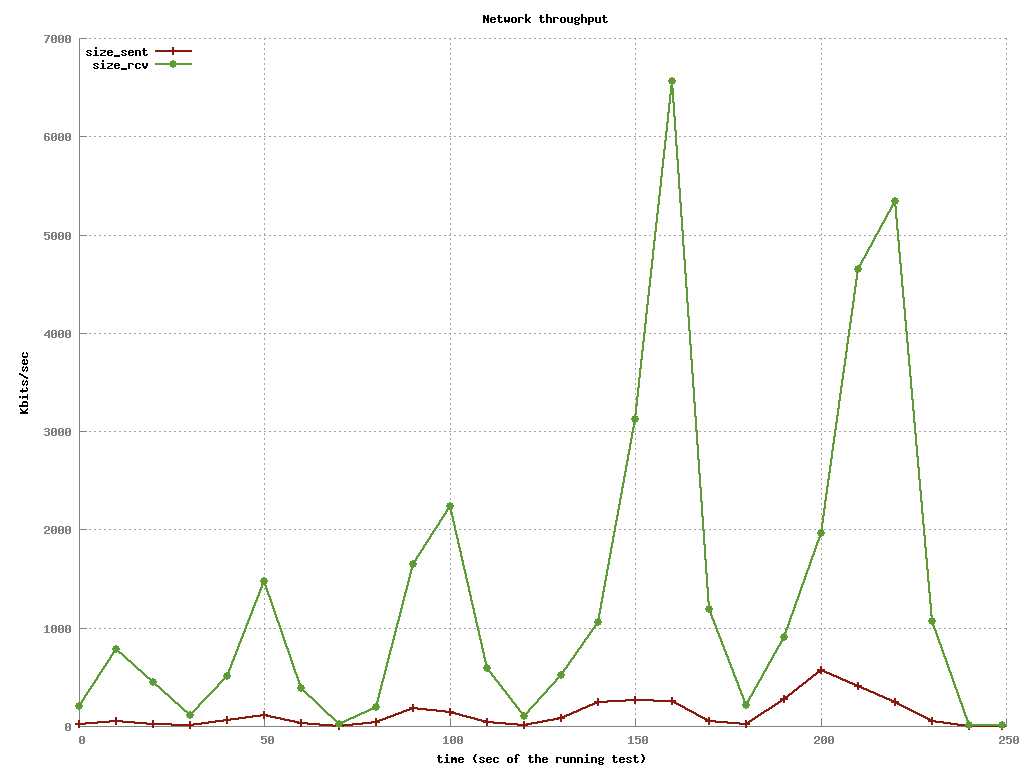 Network throughput
7000
size_sent
size_rcv
6000
5000
4000
Kbits/sec
3000
2000
1000
0
0 50 100 150 200 250
time (sec of the running test)